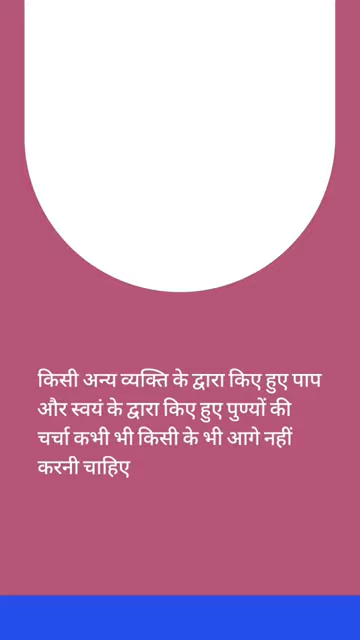 किसी अन्य व्यक्ति के द्वारा किए हुए पाप
और स्वयं के द्वारा किए हुए पुण्यों की
चर्चा कभी भी किसी के भी आगे नहीं
करनी चाहिए